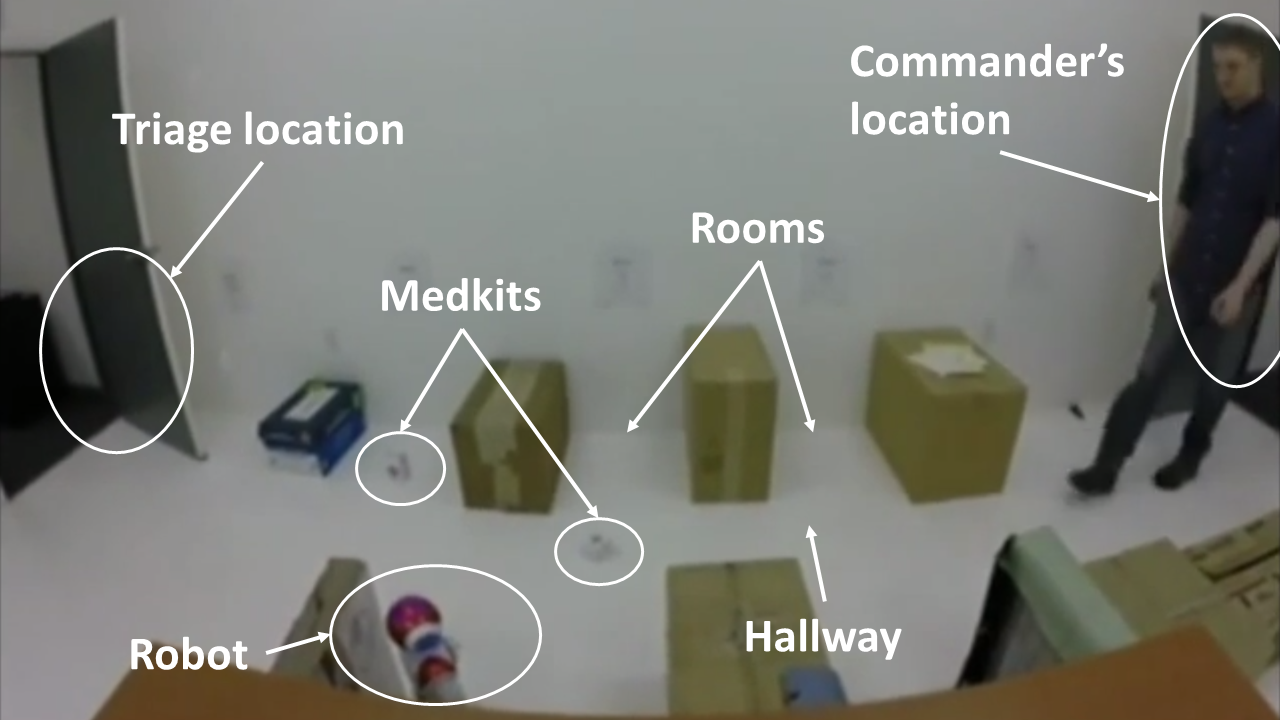 Commander's
location
Triage location
Rooms
Medkits
Robot
Hallway